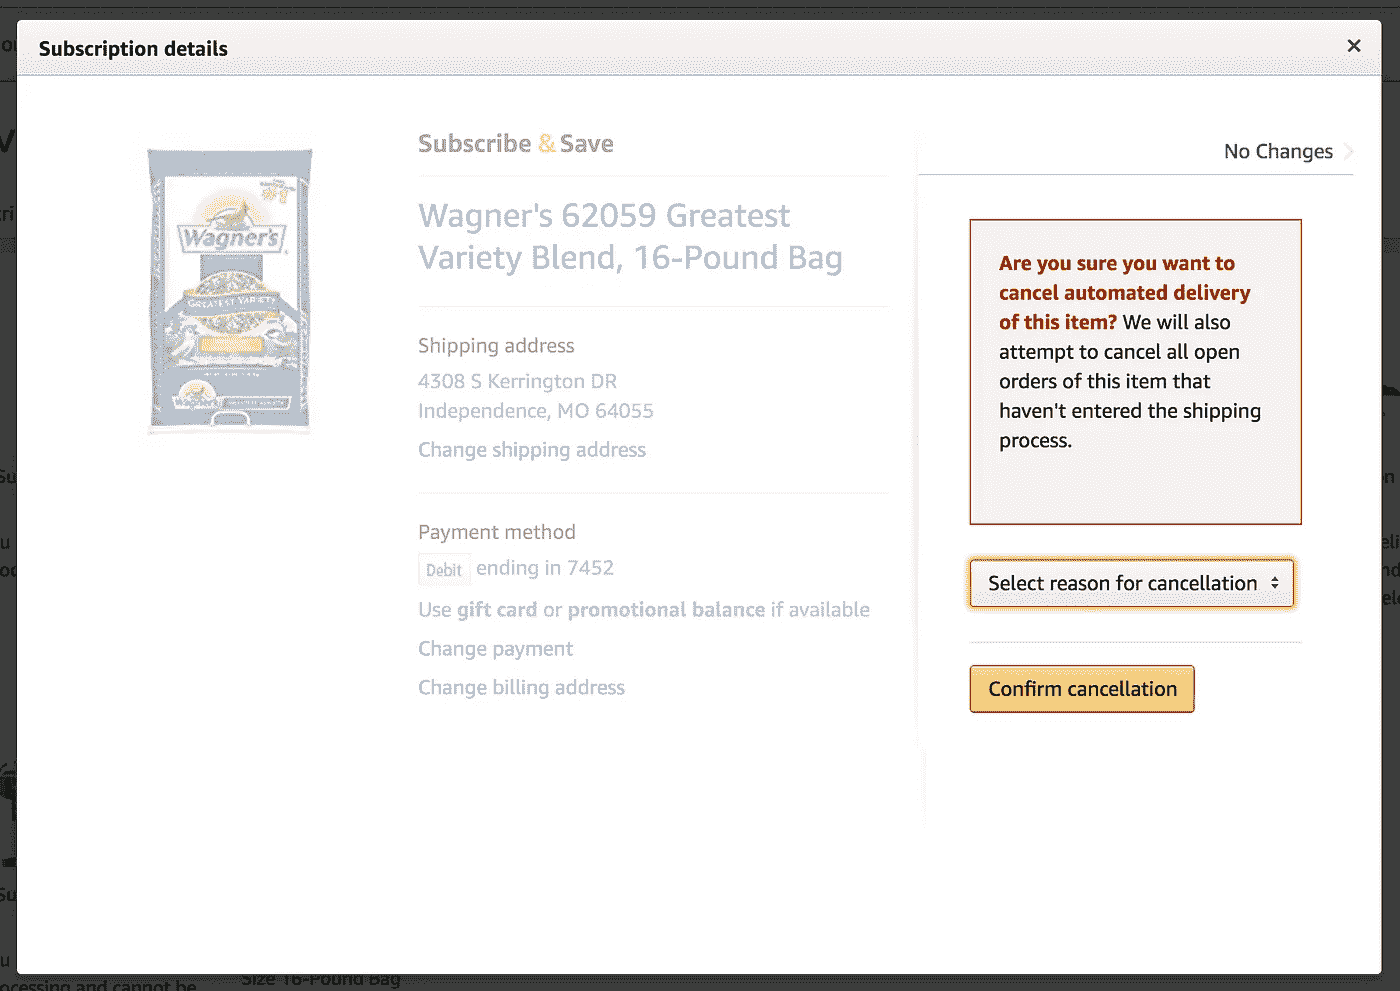 Subscription details
×
Subscribe & Save
Wagner's 62059 Greatest
Variety Blend, 16-Pound Bag
Shipping address
4308 S Kerrington DR
Independence, MO 64055
Change shipping address
Payment method
Debit ending in 7452
Use gift card or promotional balance if available
Change payment
Change billing address
Wagner's
GREATEST VARIETY
Wagner's
No Changes
Are you sure you want to
cancel automated delivery
of this item? We will also
attempt to cancel all open
orders of this item that
haven't entered the shipping
process.
Select reason for cancellation
Confirm cancellation
Size 16-Pound Bag
and cannot be